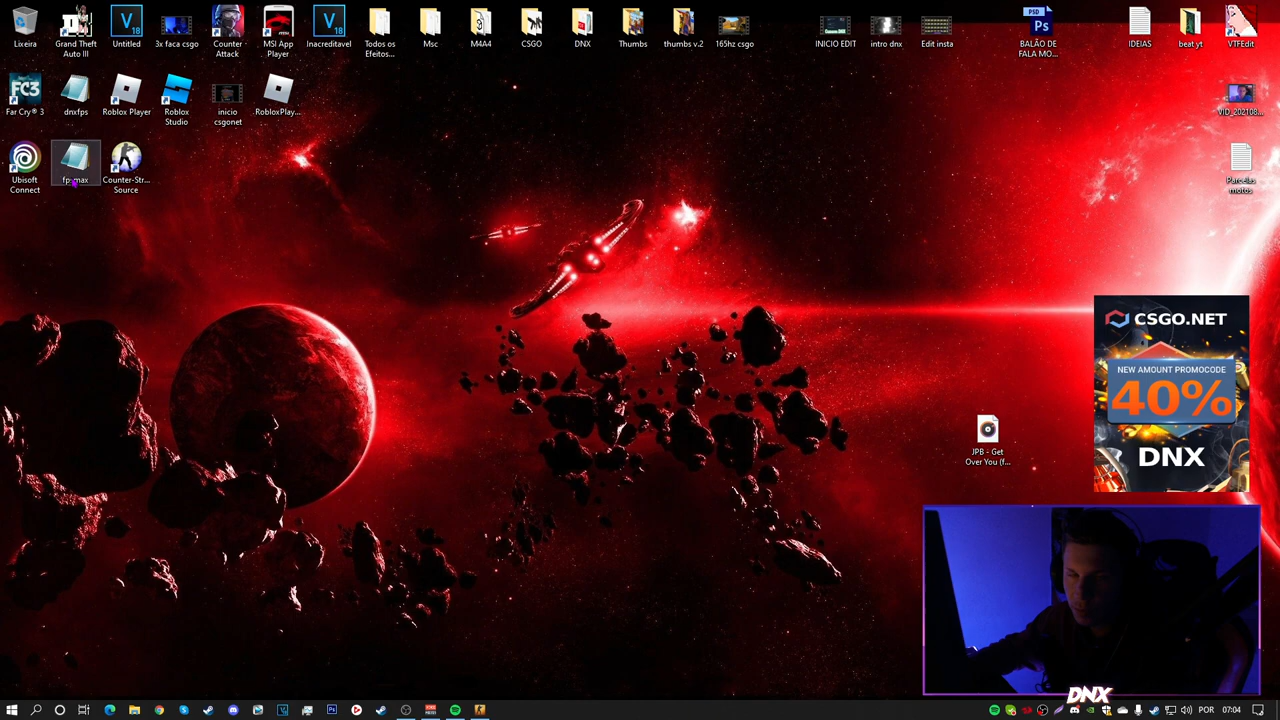 Lixeira
Grand Theft
Auto III
Untitled
3x faca csgo
Counter
Attack
MSI App
Player
Inacreditavel
Todos os
Efeitos...
Msc
M4A4
CSGO
DNX
Thumbs
thumbs v.2
165hz csgo
INICIO EDIT
intro dnx
Edit insta
BALÃO DE
FALA MO...
IDEIAS
beat yt
VTFEdit
Far Cry® 3
dnxfps
Roblox Player
Roblox
Studio
inicio
csgonet
RobloxPlay...
VID_202108...
Ubisoft
Connect
Counter-Str...
Source
Parcelas
motos
CSGO.NET
NEW AMOUNT PROMOCODE
40%
DNX
JPB - Get
Over You (f...
DNX
POR
07:04